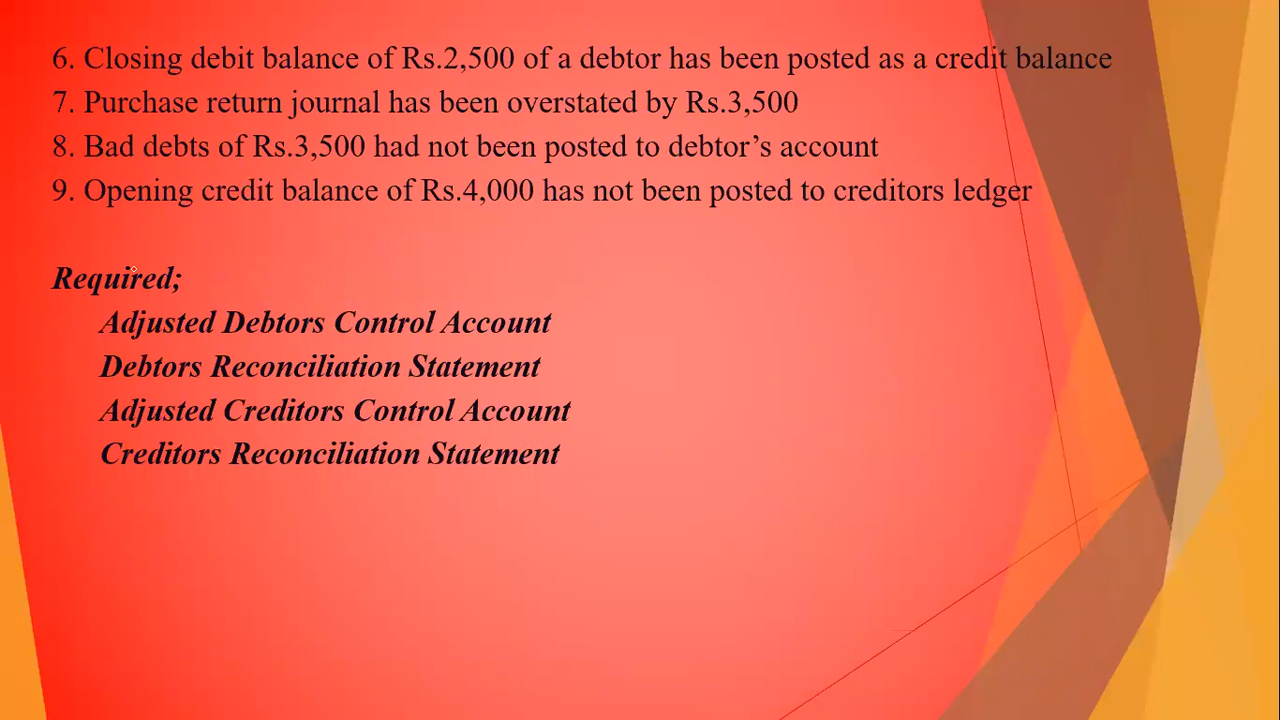 6. Closing debit balance of Rs.2,500 of a debtor has been posted as a credit balance
7. Purchase return journal has been overstated by Rs.3,500
8. Bad debts of Rs.3,500 had not been posted to debtor’s account
9. Opening credit balance of Rs.4,000 has not been posted to creditors ledger
Required;
Adjusted Debtors Control Account
Debtors Reconciliation Statement
Adjusted Creditors Control Account
Creditors Reconciliation Statement